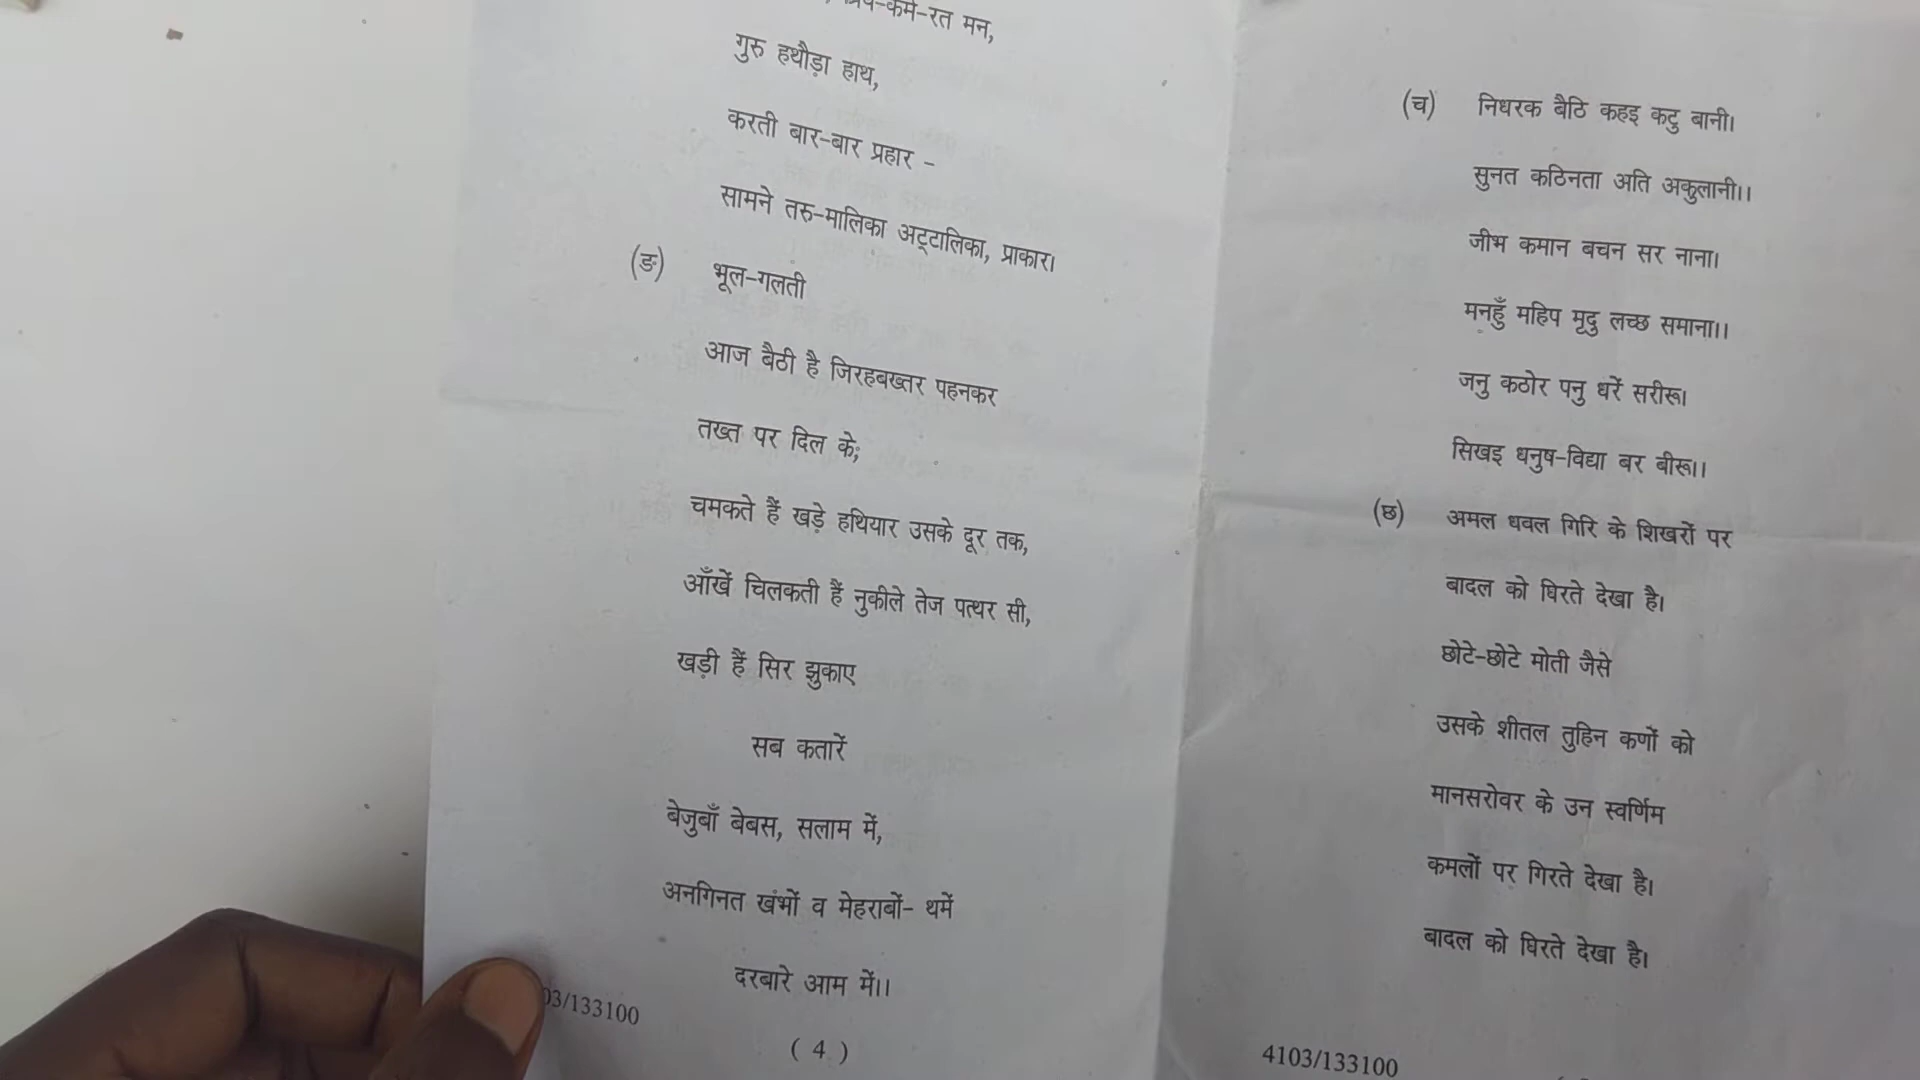 कर्म-रत मन,
गुरु हथौड़ा हाथ,
करती बार-बार प्रहार -
सामने तरु-मालिका अट्टालिका, प्राकार।
(ङ) भूल-गलती
आज बैठी है जिरहबख्तर पहनकर
तख्त पर दिल के;
चमकते हैं खड़े हथियार उसके दूर तक,
आँखें चिलकती हैं नुकीले तेज पत्थर सी,
खड़ी हैं सिर झुकाए
सब कतारें
बेजुबाँ बेबस, सलाम में,
अनगिनत खंभों व मेहराबों- थमें
दरबारे आम में।।
03/133100
( 4 )
(च) निधरक बैठि कहइ कटु बानी।
सुनत कठिनता अति अकुलानी।।
जीभ कमान बचन सर नाना।
मनहुँ महिप मृदु लच्छ समाना।।
जनु कठोर पनु धरें सरीरू।
सिखइ धनुष-विद्या बर बीरू।।
(छ) अमल धवल गिरि के शिखरों पर
बादल को घिरते देखा है।
छोटे-छोटे मोती जैसे
उसके शीतल तुहिन कणों को
मानसरोवर के उन स्वर्णिम
कमलों पर गिरते देखा है।
बादल को घिरते देखा है।
4103/133100